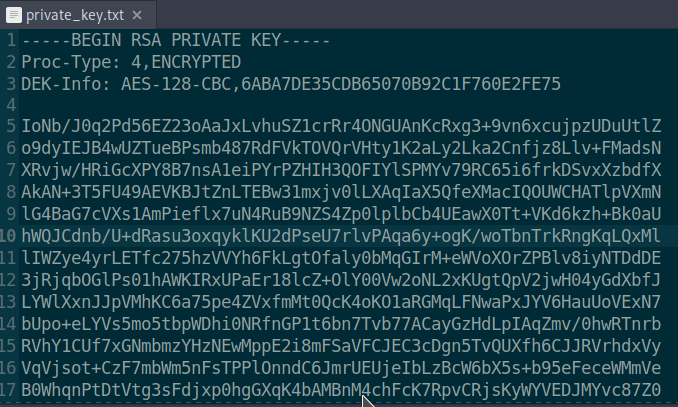 private_key.txt
1 -----BEGIN RSA PRIVATE KEY-----
2 Proc-Type: 4,ENCRYPTED
3 DEK-Info: AES-128-CBC,6ABA7DE35CDB65070B92C1F760E2FE75
4
5 IoNb/J0q2Pd56EZ23oAaJxLvhuSZ1crRr4ONGUAnKcRxg3+9vn6xcujpzUDuUtlZ
6 o9dyIEJB4wUZTueBPsmb487RdFVkTOVQrVHty1K2aLy2Lka2Cnfjz8Llv+FMadsN
7 XRvjw/HRiGcXPY8B7nsA1eiPYrPZHIH3QOFIYlSPMYv79RC65i6frkDSvxXzbdfX
8 AkAN+3T5FU49AEVKBJtZnLTEBw31mxjv0lLXAqIaX5QfeXMacIQOUWCHATlpVXmN
9 lG4BaG7cVXs1AmPieflx7uN4RuB9NZS4Zp0lplbCb4UEawX0Tt+VKd6kzh+Bk0aU
10 hWQJCdnb/U+dRasu3oxqyklKU2dPseU7rlvPAqa6y+ogK/woTbnTrkRngKqLQxMl
11 lIWZye4yrLETfc275hzVVYh6FkLgtOfaly0bMqGIrM+eWVoXOrZPBlv8iyNTDdDE
12 3jRjqbOGlPs01hAWKIRxUPaEr18lcZ+OlY00Vw2oNL2xKUgtQpV2jwH04yGdXbfJ
13 LYWlXxnJJpVMhKC6a75pe4ZVxfmMt0QcK4oKO1aRGMqLFNwaPxJYV6HauUoVExN7
14 bUpo+eLYVs5mo5tbpWDhi0NRfnGP1t6bn7Tvb77ACayGzHdLpIAqZmv/0hwRTnrb
15 RVhY1CUf7xGNmbmzYHzNEwMppE2i8mFSaVFCJEC3cDgn5TvQUXfh6CJJRVrhdxVy
16 VqVjsot+CzF7mbWm5nFsTPPlOnndC6JmrUEUjeIbLzBcW6bX5s+b95eFeceWMmVe
17 B0WhqnPtDtVtg3sFdjxp0hgGXqK4bAMBnM4chFcK7RpvCRjsKyWYVEDJMYvc87Z0